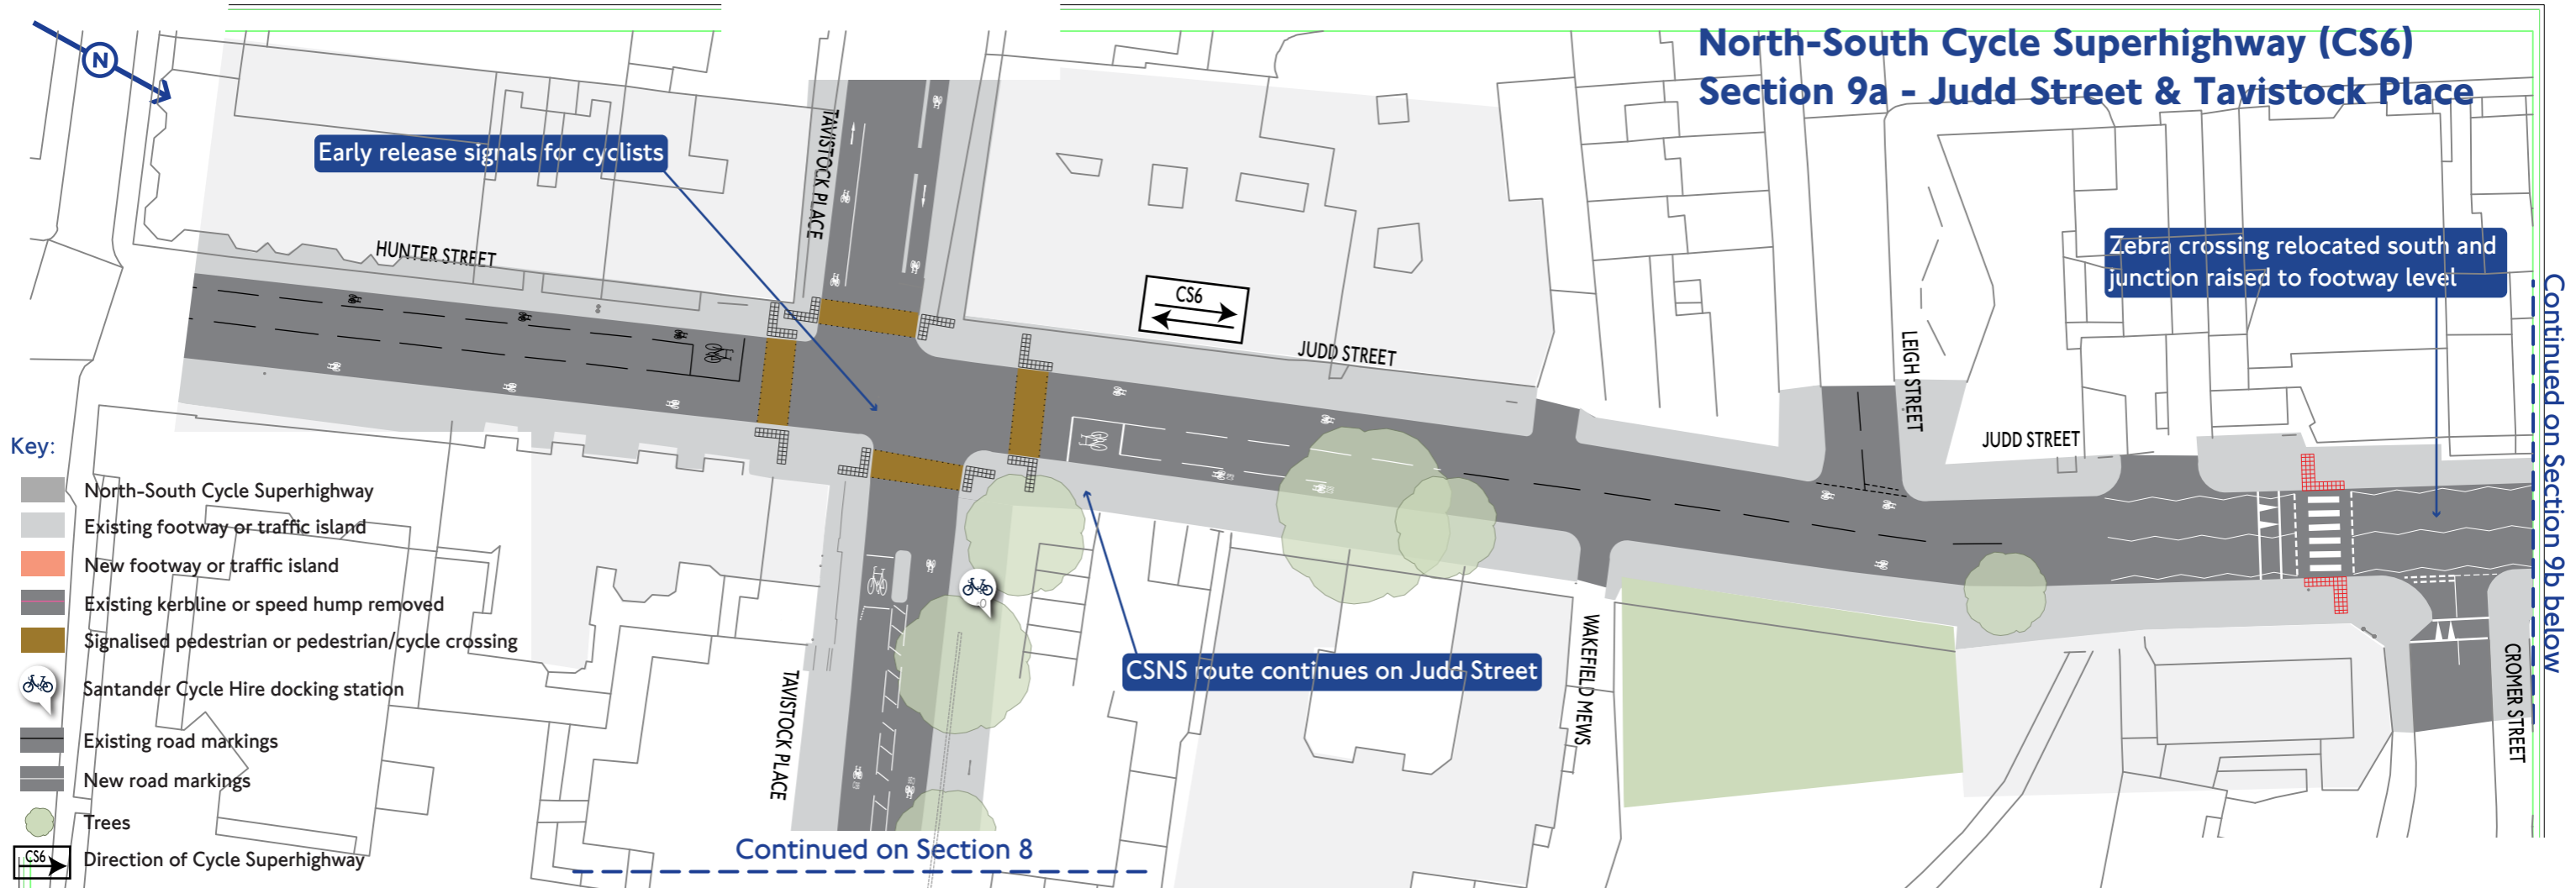 North-South Cycle Superhighway (CS6)
Section 9a - Judd Street & Tavistock Place
N
Early release signals for cyclists
TAVISTOCK PLACE
HUNTER STREET
CS6
JUDD STREET
LEIGH STREET
JUDD STREET
Zebra crossing relocated south and
junction raised to footway level
Continued on Section 9b below
CSNS route continues on Judd Street
WAKEFIELD MEWS
CROMER STREET
TAVISTOCK PLACE
Continued on Section 8
Key:
North-South Cycle Superhighway
Existing footway or traffic island
New footway or traffic island
Existing kerbline or speed hump removed
Signalised pedestrian or pedestrian/cycle crossing
Santander Cycle Hire docking station
Existing road markings
New road markings
Trees
CS6
Direction of Cycle Superhighway